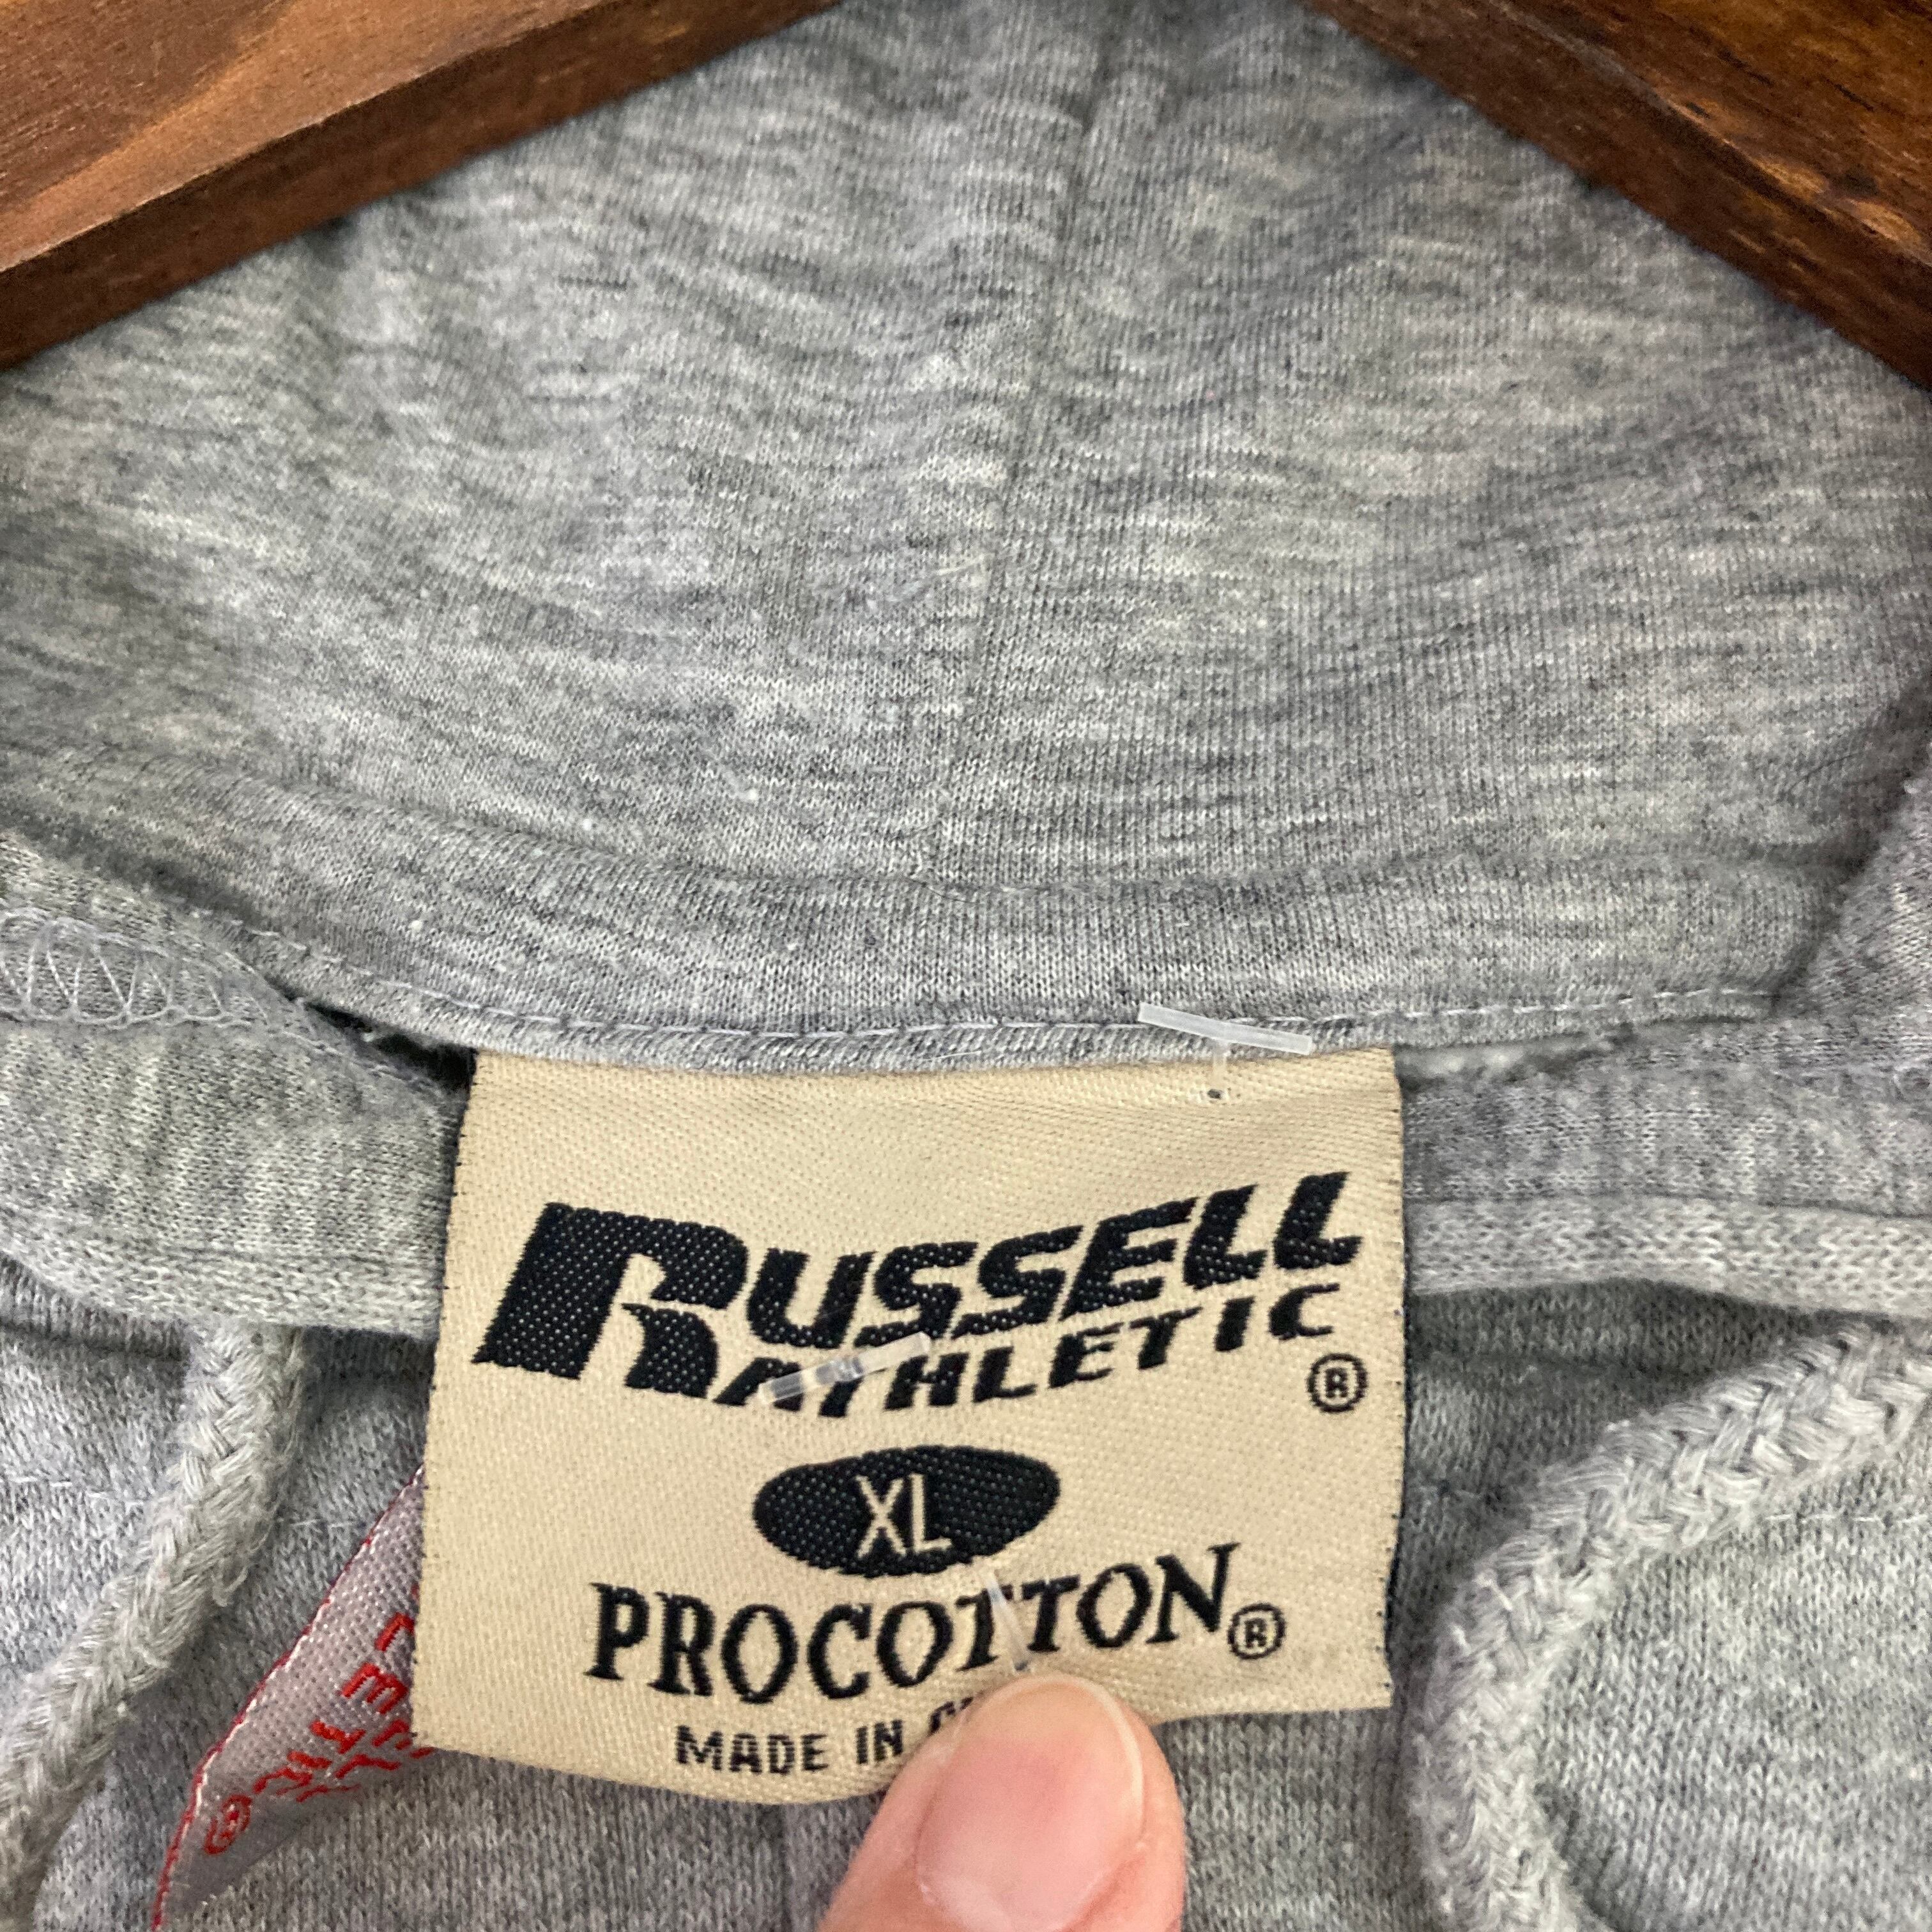 RUSSELL
ATHLETIC
®
XL
PROCOTTON®
MADE IN